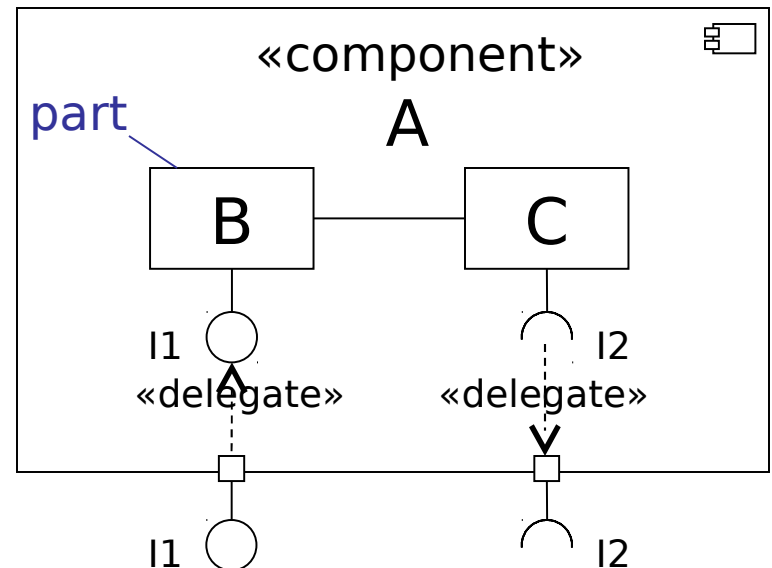 «component»
part
A
B
C
I1
I2
«delegate»
«delegate»
I1
I2